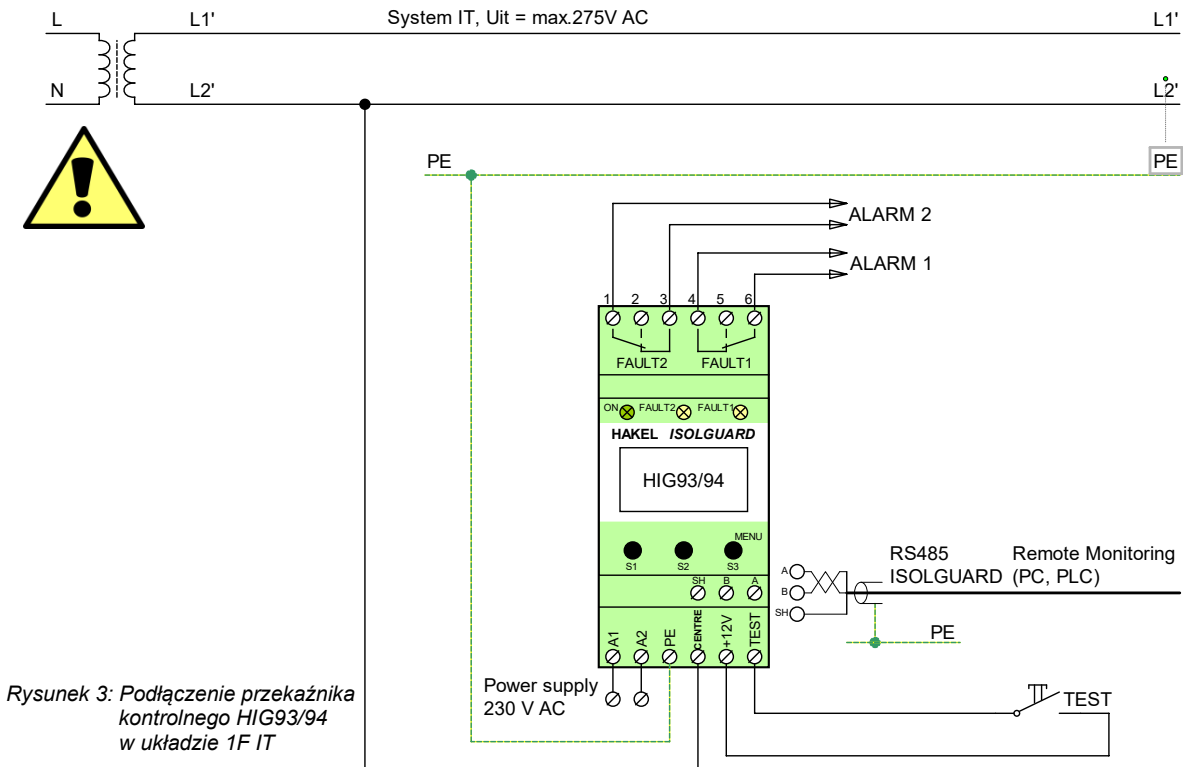 L L1' System IT, Uit = max.275V AC L1'
N L2' L2'
PE PE
ALARM 2
ALARM 1
1 2 3 4 5 6
FAULT2 FAULT1
ON FAULT2 FAULT1
HAKEL ISOLGUARD
HIG93/94
MENU
S1 S2 S3
SH B A
A1 A2 PE CENTRE +12V TEST
A
B
SH
RS485 Remote Monitoring
ISOLGUARD (PC, PLC)
PE
Power supply
230 V AC
TEST
Rysunek 3: Podłączenie przekaźnika
kontrolnego HIG93/94
w układzie 1F IT